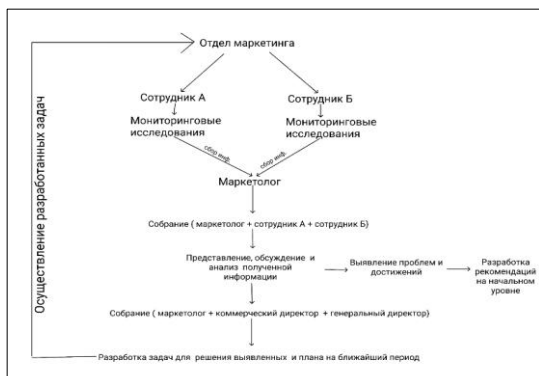 Отдел маркетинга
Сотрудник А
Сотрудник Б
Мониторинговые
исследования
Мониторинговые
исследования
сбор инф.
сбор инф.
Маркетолог
Собрание ( маркетолог + сотрудник А + сотрудник Б)
Представление, обсуждение и
анализ полученной
информации
Выявление проблем и
достижений
Разработка
рекомендаций
на начальном
уровне
Собрание ( маркетолог + коммерческий директор + генеральный директор)
Разработка задач для решения выявленных и плана на ближайший период
Осуществление разработанных задач